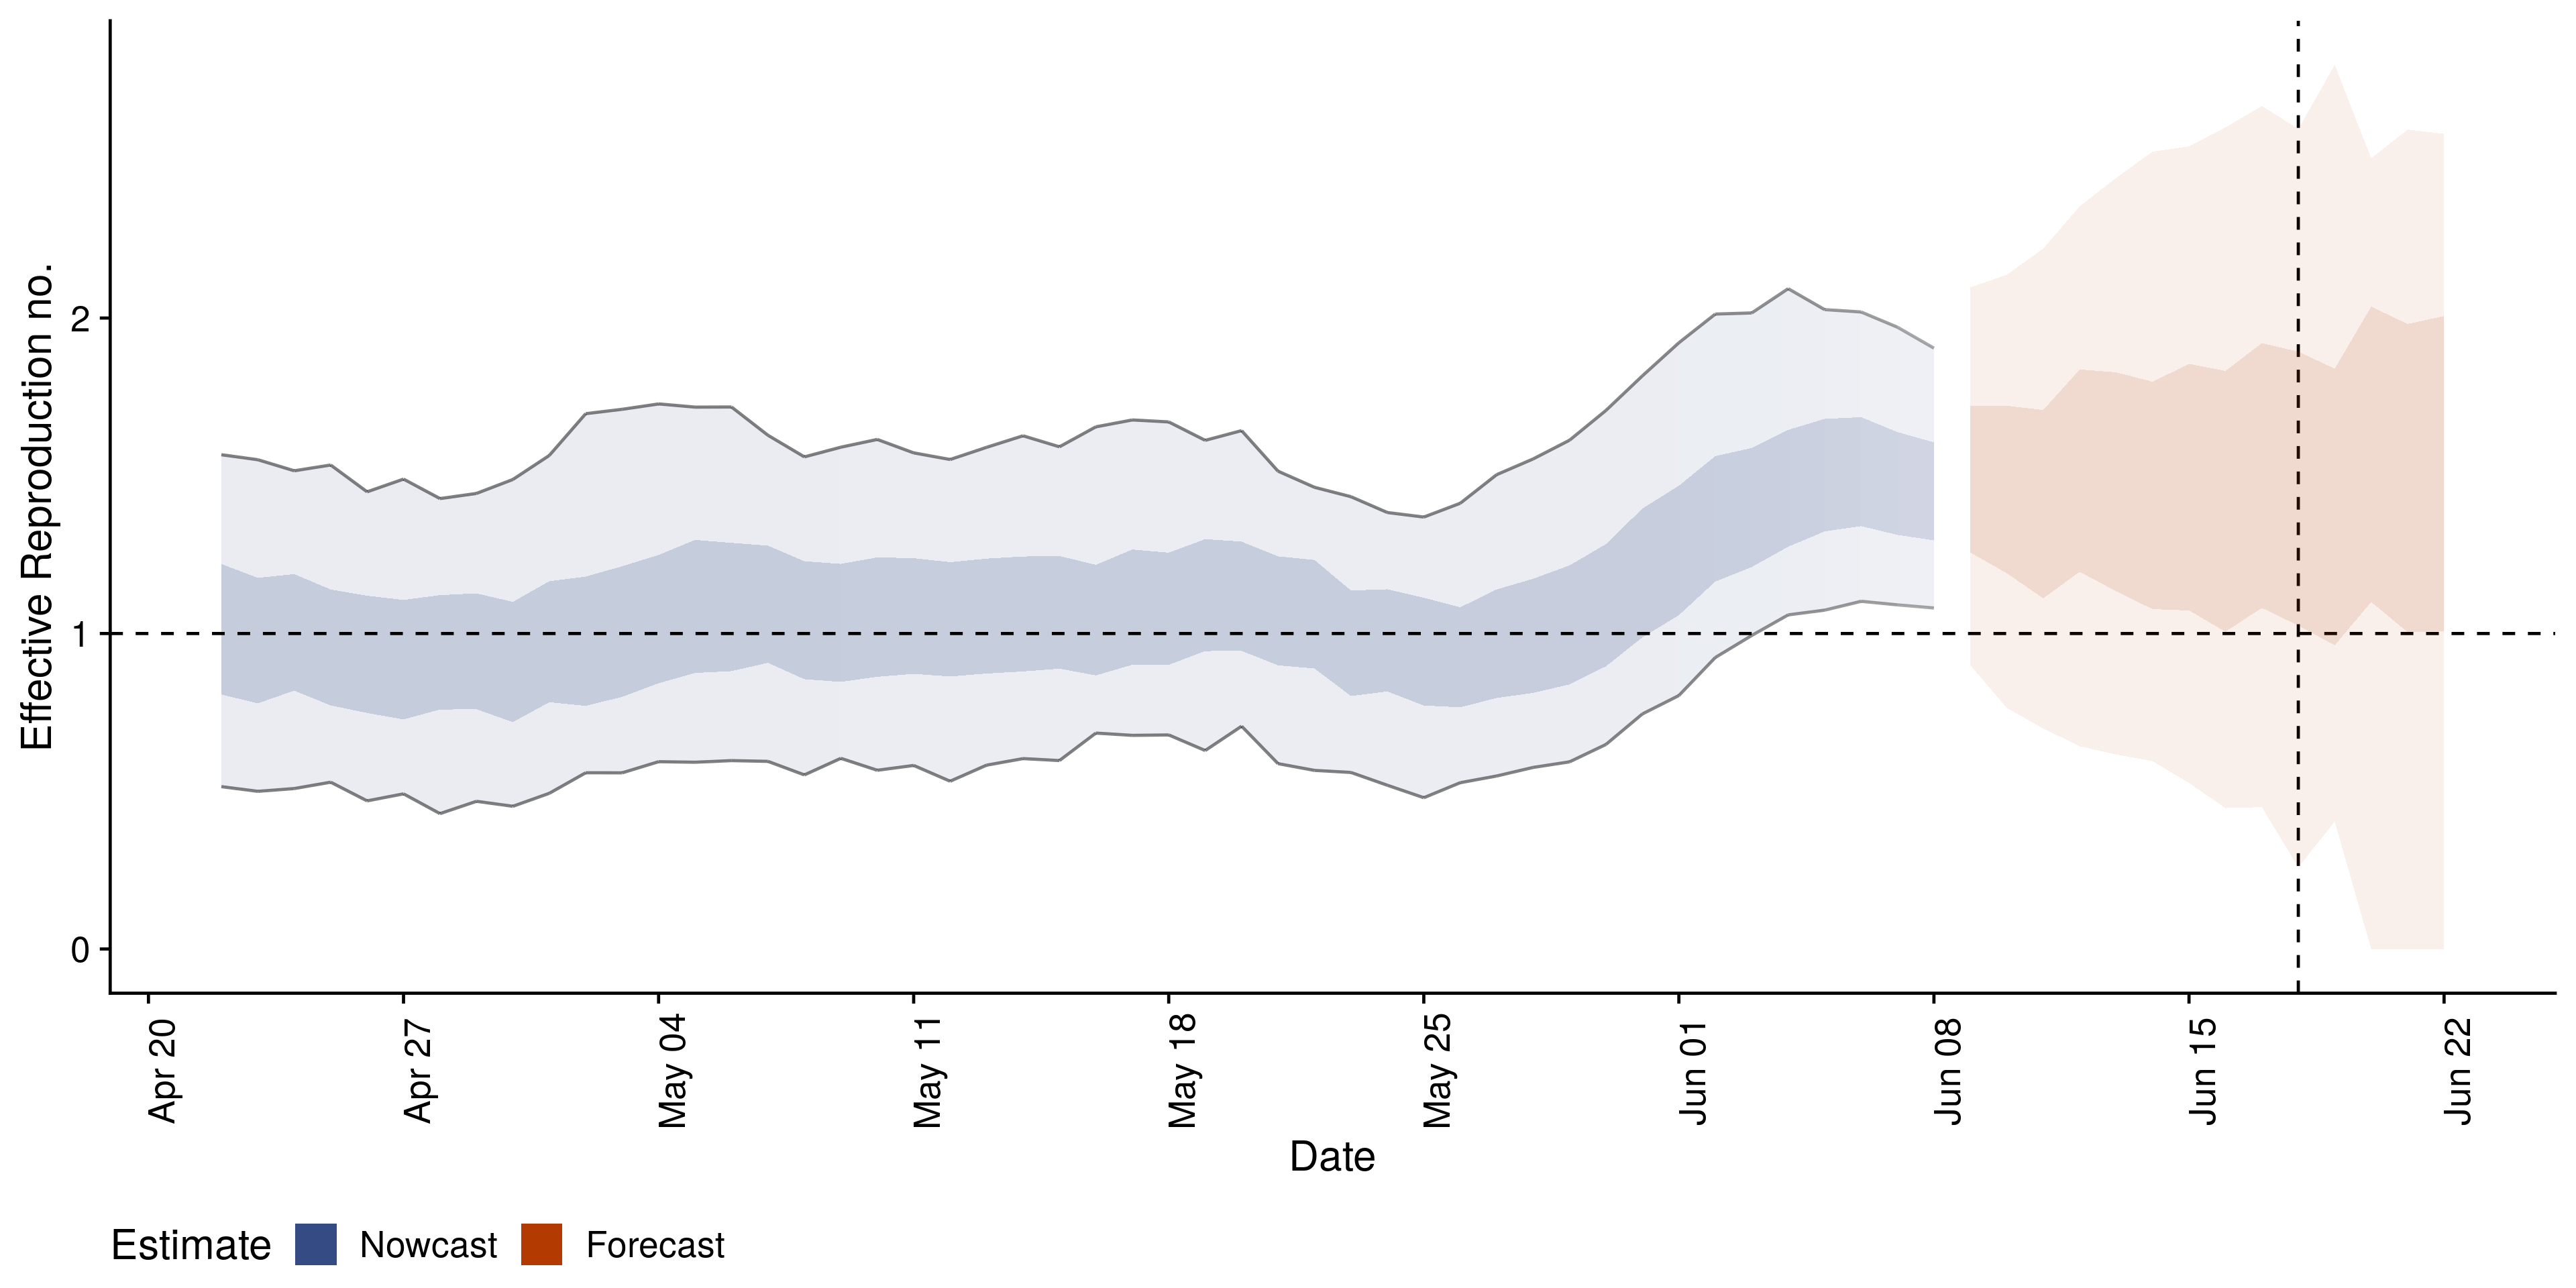 Effective Reproduction no.
2
1
0
Apr 20
Apr 27
May 04
May 11
May 18
May 25
Jun 01
Jun 08
Jun 15
Jun 22
Date
Estimate Nowcast Forecast